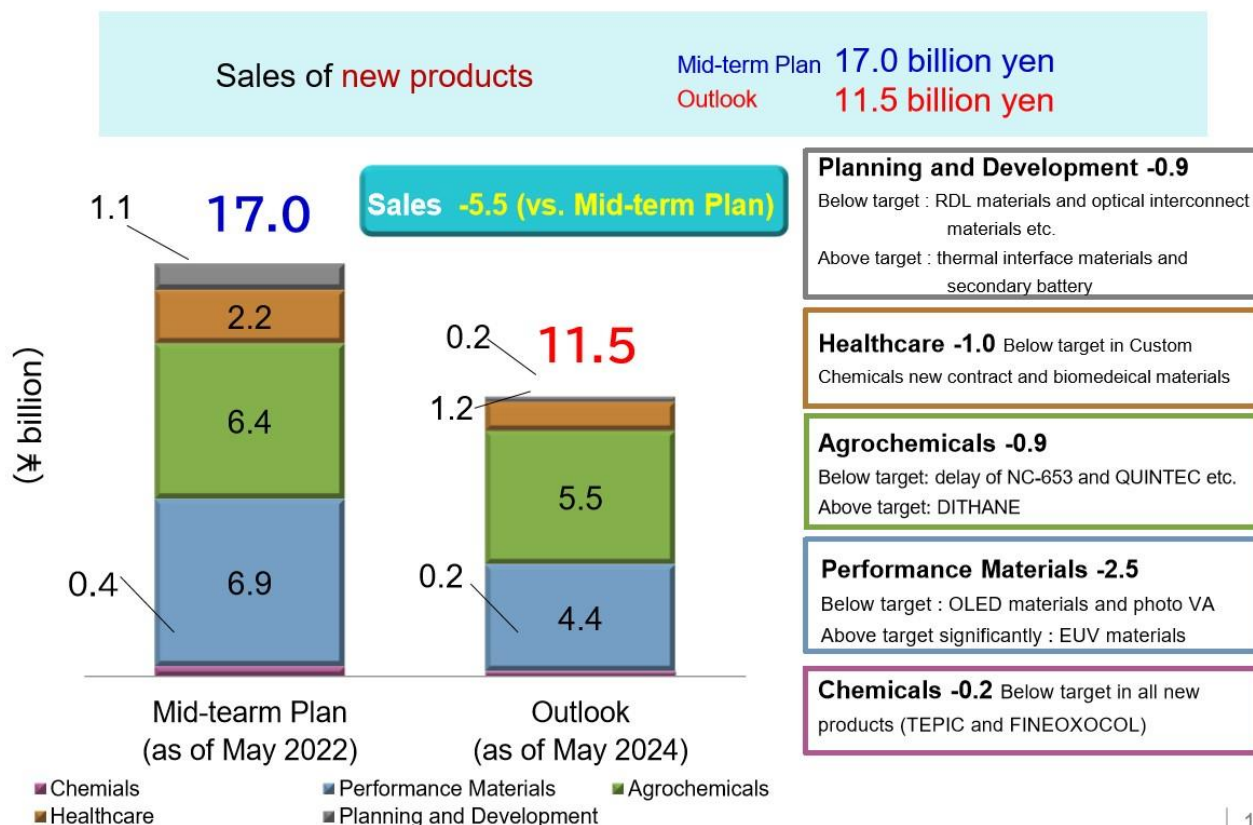 Sales of new products
Mid-term Plan 17.0 billion yen
Outlook 11.5 billion yen
Sales -5.5 (vs. Mid-term Plan)
(¥ billion)
17.0
1.1
2.2
6.4
6.9
0.4
11.5
0.2
1.2
5.5
4.4
0.2
Mid-tearm Plan
(as of May 2022)
Outlook
(as of May 2024)
Chemials
Performance Materials
Agrochemicals
Healthcare
Planning and Development
Planning and Development -0.9
Below target : RDL materials and optical interconnect
materials etc.
Above target : thermal interface materials and
secondary battery
Healthcare -1.0 Below target in Custom
Chemicals new contract and biomedeical materials
Agrochemicals -0.9
Below target: delay of NC-653 and QUINTEC etc.
Above target: DITHANE
Performance Materials -2.5
Below target : OLED materials and photo VA
Above target significantly : EUV materials
Chemicals -0.2 Below target in all new
products (TEPIC and FINEOXOCOL)